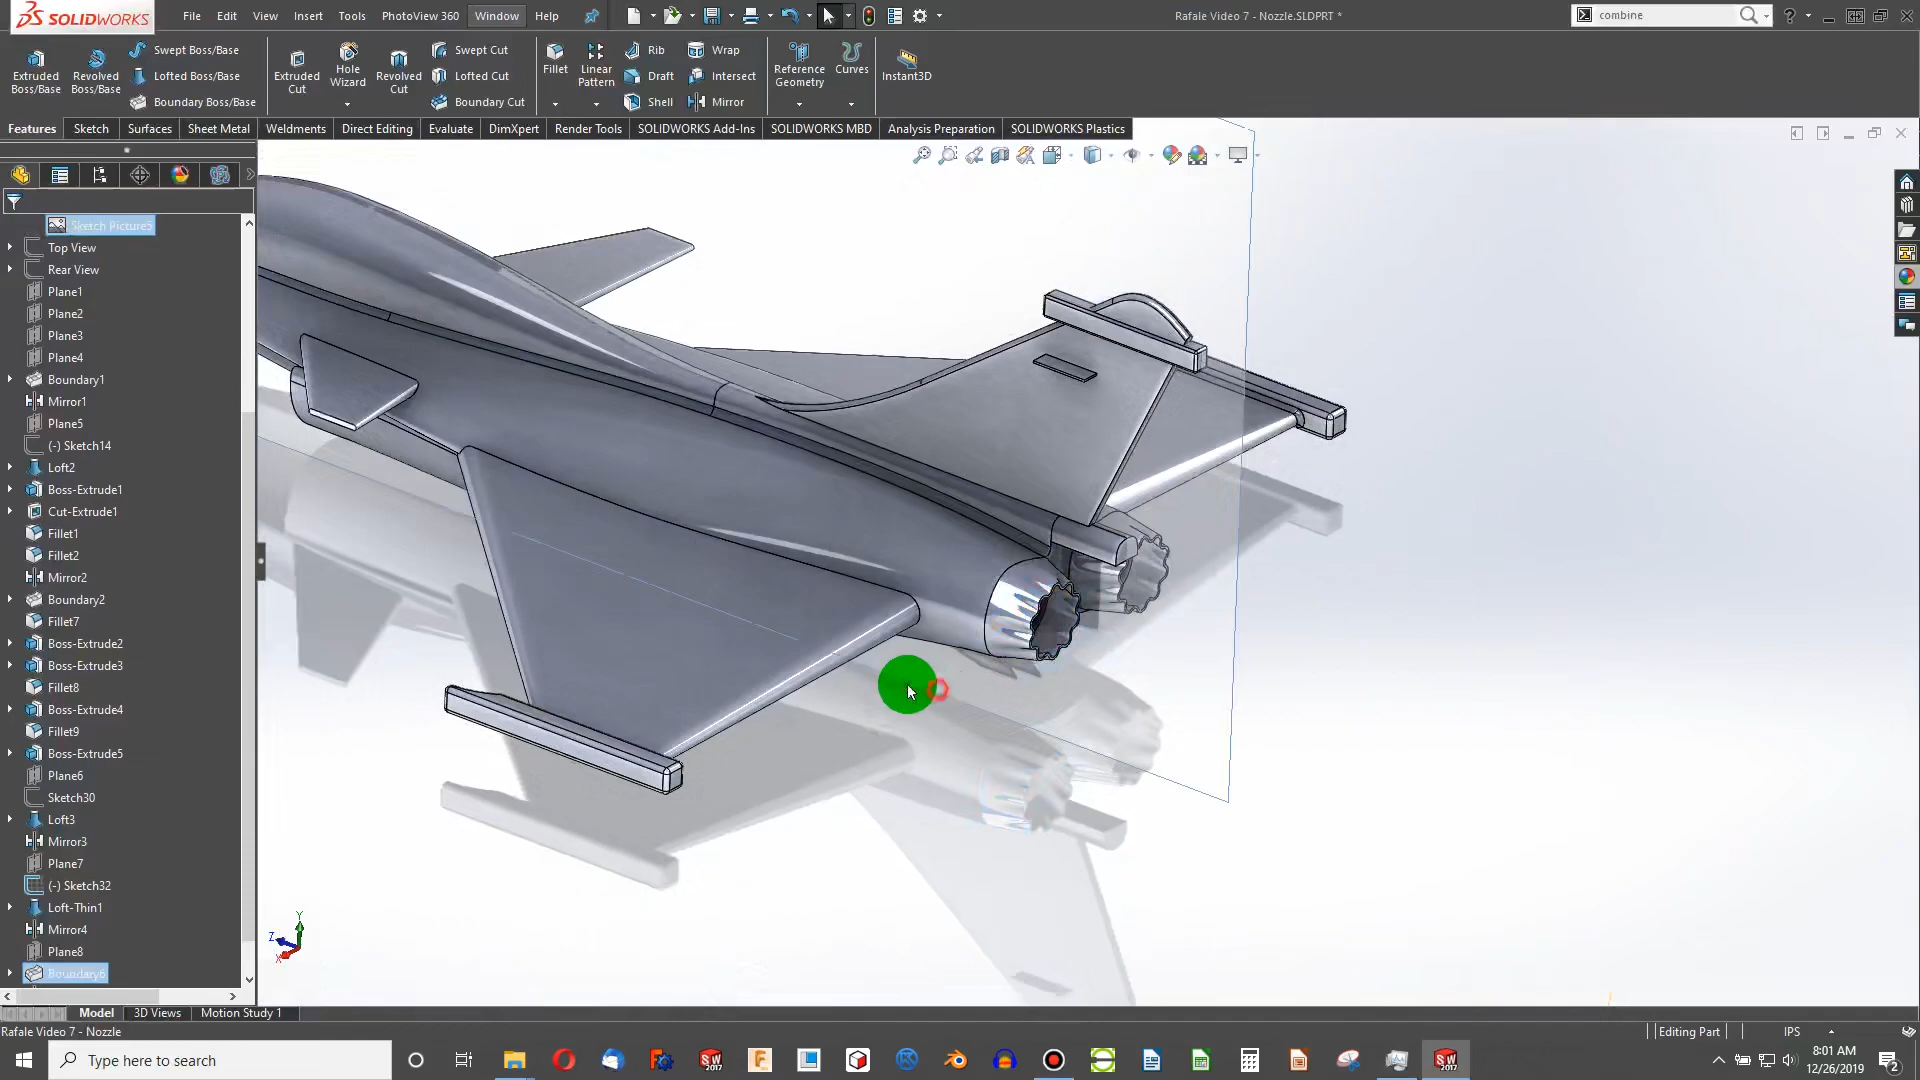 SOLIDWORKS File Edit View Insert Tools PhotoView 360 Window Help Rafale Video 7 - Nozzle.SLDPRT * combine
Extruded Boss/Base
Revolved Boss/Base
Swept Boss/Base
Lofted Boss/Base
Boundary Boss/Base
Extruded Cut
Hole Wizard
Revolved Cut
Swept Cut
Lofted Cut
Boundary Cut
Fillet
Linear Pattern
Rib
Draft
Shell
Wrap
Intersect
Mirror
Reference Geometry
Curves
Instant3D
Features Sketch Surfaces Sheet Metal Weldments Direct Editing Evaluate DimXpert Render Tools SOLIDWORKS Add-Ins SOLIDWORKS MBD Analysis Preparation SOLIDWORKS Plastics
Sketch Picture5
Top View
Rear View
Plane1
Plane2
Plane3
Plane4
Boundary1
Mirror1
Plane5
(-) Sketch14
Loft2
Boss-Extrude1
Cut-Extrude1
Fillet1
Fillet2
Mirror2
Boundary2
Fillet7
Boss-Extrude2
Boss-Extrude3
Fillet8
Boss-Extrude4
Fillet9
Boss-Extrude5
Plane6
Sketch30
Loft3
Mirror3
Plane7
(-) Sketch32
Loft-Thin1
Mirror4
Plane8
Boundary6
Y
Z
X
Model 3D Views Motion Study 1
Rafale Video 7 - Nozzle Editing Part IPS
Type here to search
8:01 AM
12/26/2019
2